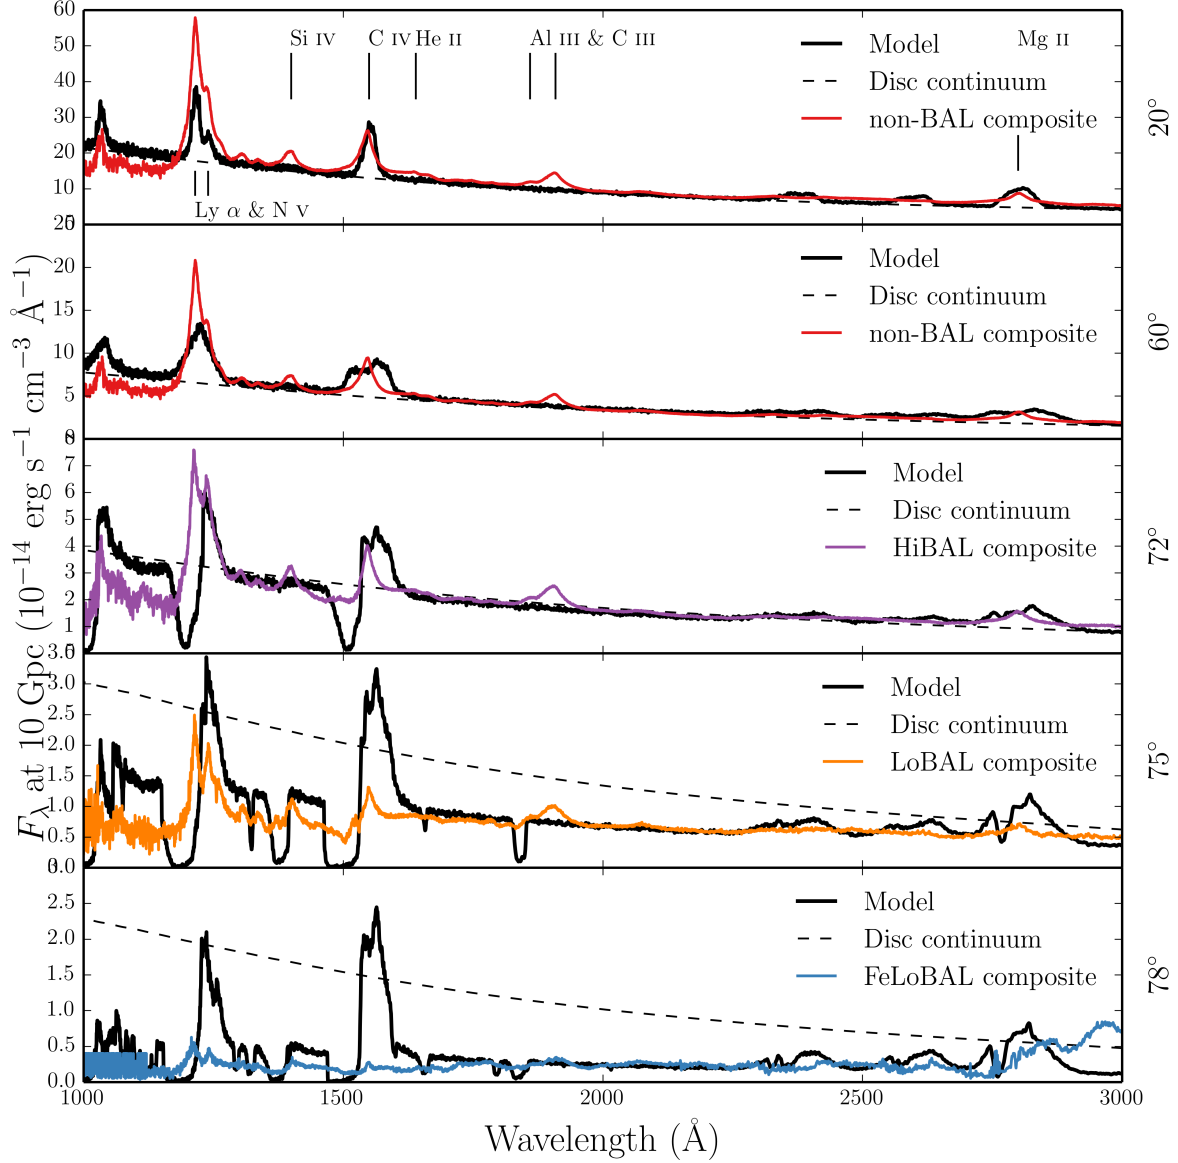 60
50
40
30
20
10
Si IV
C IV He II
Al III & C III
Mg II
Ly α & N V
Model
Disc continuum
non-BAL composite
20°
25
20
15
10
5
Model
Disc continuum
non-BAL composite
60°
7
6
5
4
3
2
1
Model
Disc continuum
HiBAL composite
72°
3.0
2.5
2.0
1.5
1.0
0.5
Model
Disc continuum
LoBAL composite
75°
2.5
2.0
1.5
1.0
0.5
0.0
Model
Disc continuum
FeLoBAL composite
78°
1000
1500
2000
2500
3000
Wavelength (Å)
Fλ at 10 Gpc (10−14 erg s−1 cm−3 Å−1)